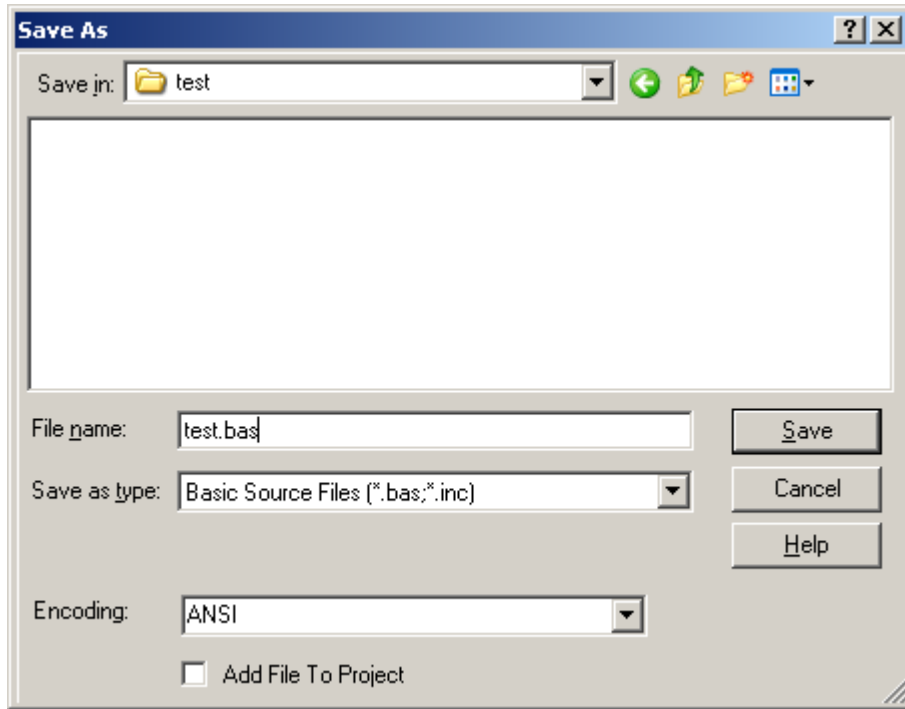 Save As
Save in: test
File name: test.bas Save
Save as type: Basic Source Files (*.bas;*.inc) Cancel
Help
Encoding: ANSI
Add File To Project